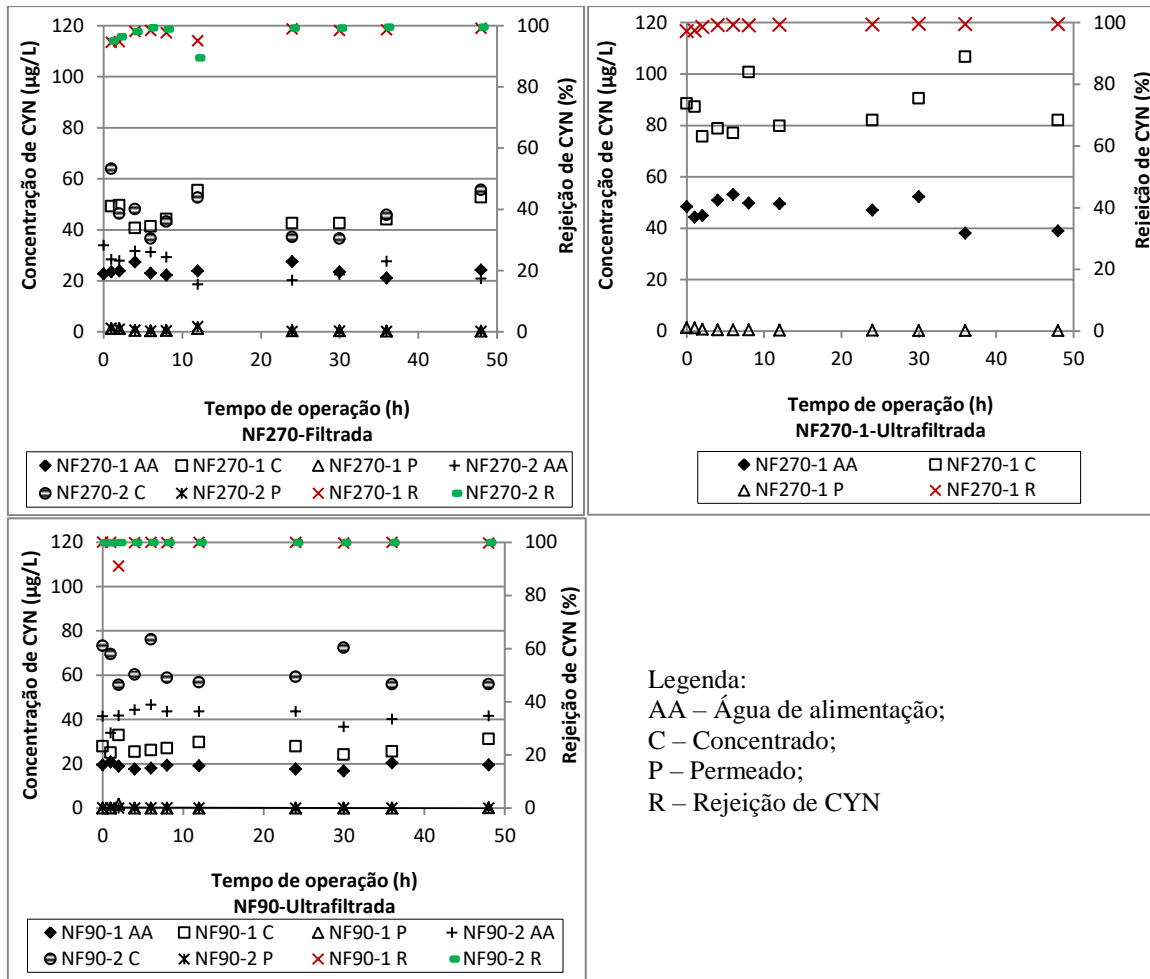 Concentração de CYN (µg/L)
120
100
80
60
40
20
0
0 10 20 30 40 50
100
80
60
40
20
0
Rejeição de CYN (%)
Tempo de operação (h)
NF270-Filtrada
NF270-1 AA NF270-1 C NF270-1 P NF270-2 AA
NF270-2 C NF270-2 P NF270-1 R NF270-2 R
Concentração de CYN (µg/L)
120
100
80
60
40
20
0
0 10 20 30 40 50
100
80
60
40
20
0
Rejeição de CYN (%)
Tempo de operação (h)
NF270-1-Ultrafiltrada
NF270-1 AA NF270-1 C
NF270-1 P NF270-1 R
Concentração de CYN (µg/L)
120
100
80
60
40
20
0
0 10 20 30 40 50
100
80
60
40
20
0
Rejeição de CYN (%)
Tempo de operação (h)
NF90-Ultrafiltrada
NF90-1 AA NF90-1 C NF90-1 P NF90-2 AA
NF90-2 C NF90-2 P NF90-1 R NF90-2 R
Legenda:
AA – Água de alimentação;
C – Concentrado;
P – Permeado;
R – Rejeição de CYN